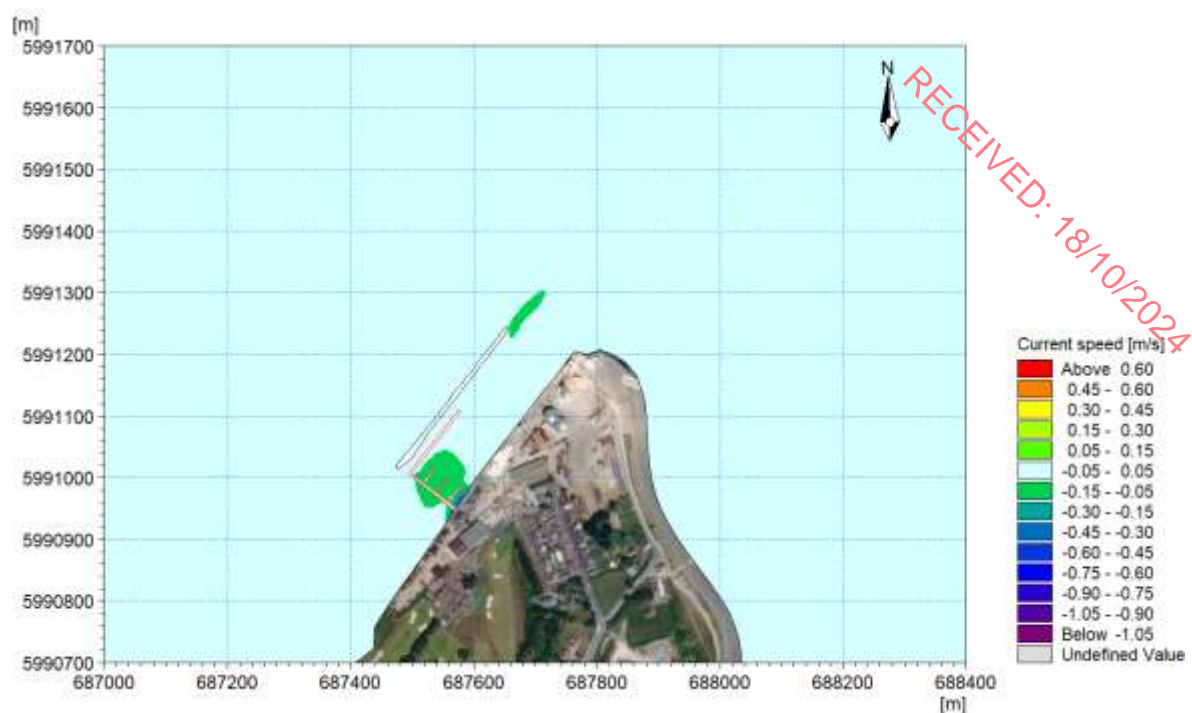 [m]
5991700
5991600
5991500
5991400
5991300
5991200
5991100
5991000
5990900
5990800
5990700
687000 687200 687400 687600 687800 688000 688200 688400
[m]
N
RECEIVED: 18/10/2024
Current speed [m/s]
Above 0.60
0.45 - 0.60
0.30 - 0.45
0.15 - 0.30
0.05 - 0.15
-0.05 - 0.05
-0.15 - -0.05
-0.30 - -0.15
-0.45 - -0.30
-0.60 - -0.45
-0.75 - -0.60
-0.90 - -0.75
-1.05 - -0.90
Below -1.05
Undefined Value